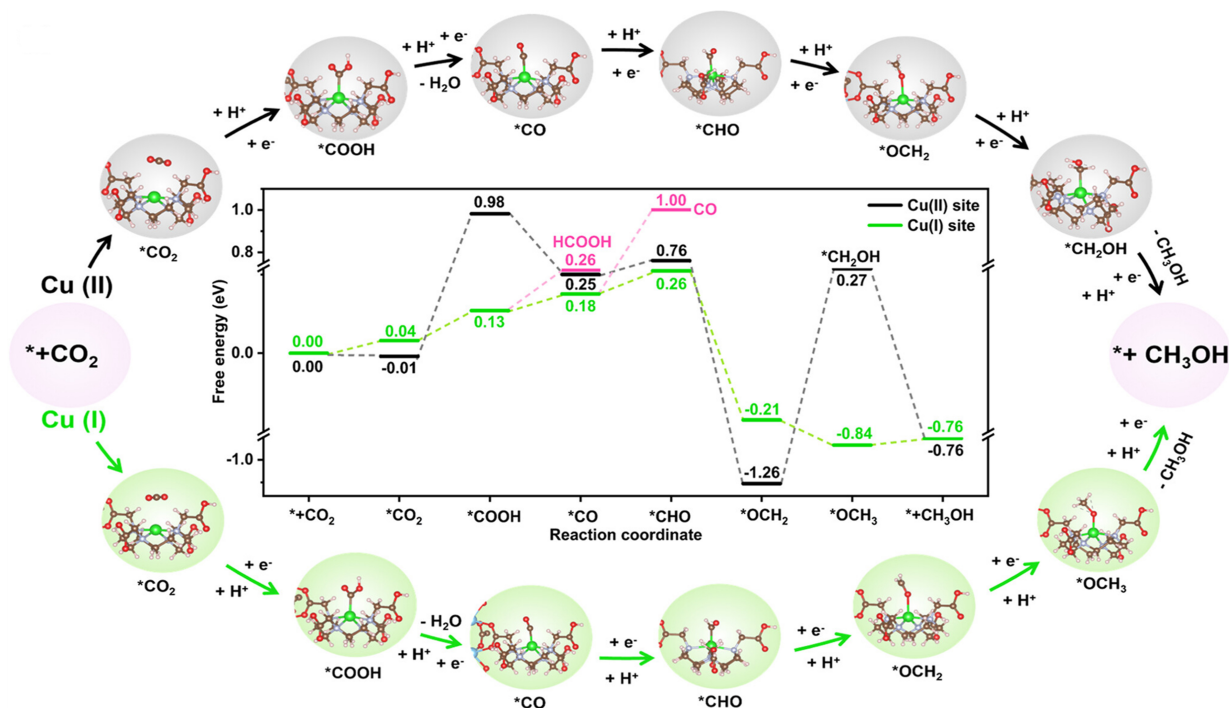 + H⁺
+ e⁻
*COOH
+ H⁺ + e⁻
- H₂O
*CO
+ H⁺
+ e⁻
*CHO
+ H⁺
+ e⁻
*OCH₂
+ H⁺
+ e⁻
*CH₂OH
- CH₃OH
+ e⁻
+ H⁺
*CO₂
Cu (II)
*+CO₂
Cu (I)
*+ CH₃OH
Free energy (eV)
1.0
0.8
0.0
-1.0
Cu(II) site
Cu(I) site
0.00
0.00
0.04
-0.01
0.98
0.13
HCOOH
0.26
0.25
0.18
1.00
CO
0.76
0.26
-0.21
-1.26
*CH₂OH
0.27
-0.84
-0.76
-0.76
*+CO₂ *CO₂ *COOH *CO *CHO *OCH₂ *OCH₃ *+CH₃OH
Reaction coordinate
*CO₂
+ e⁻
+ H⁺
*COOH
- H₂O
+ H⁺ + e⁻
*CO
+ e⁻
+ H⁺
*CHO
+ e⁻
+ H⁺
*OCH₂
+ e⁻
+ H⁺
*OCH₃
+ e⁻
+ H⁺
- CH₃OH